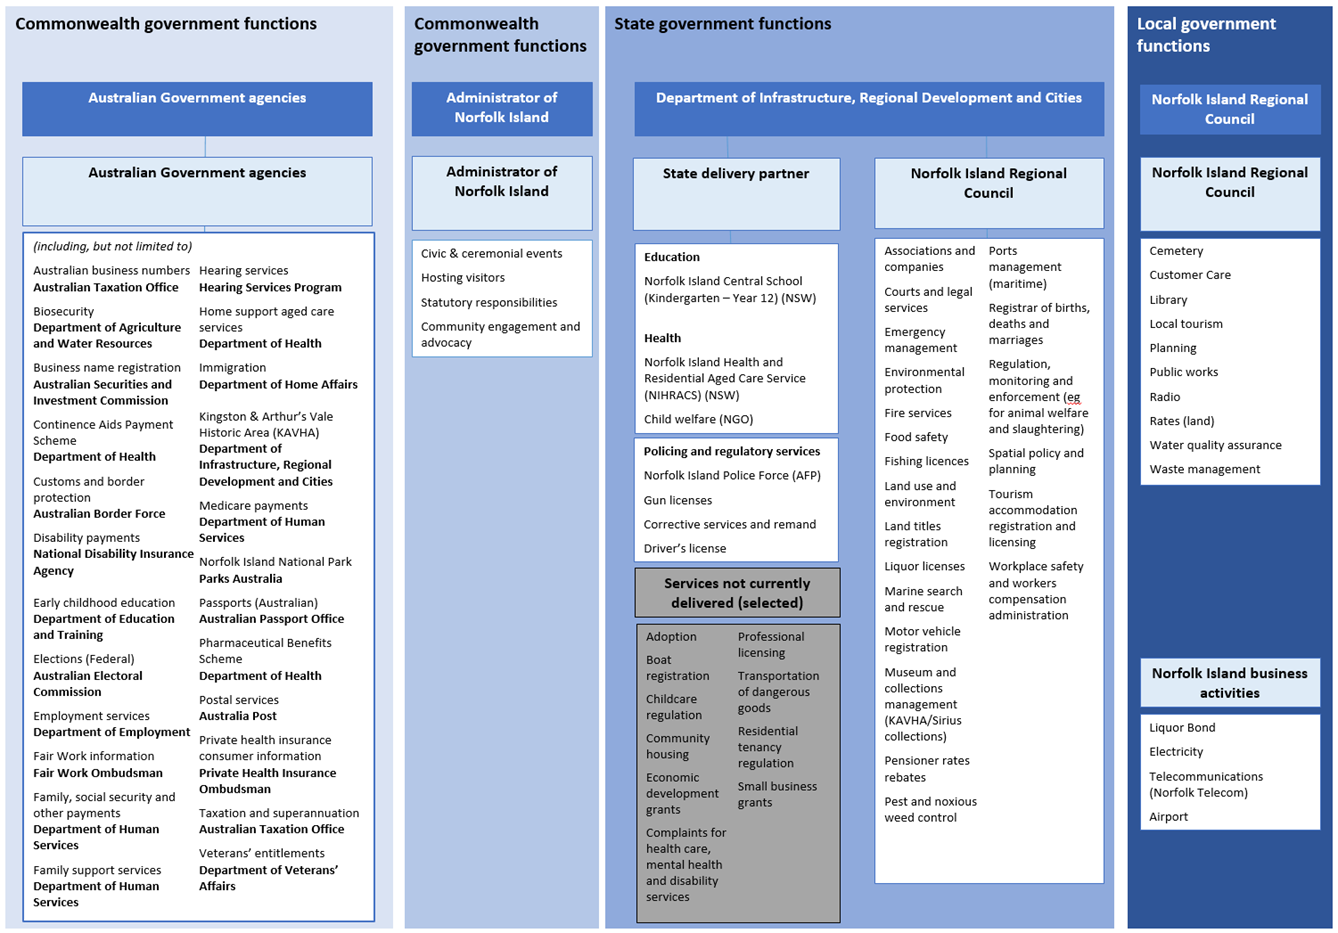 Commonwealth government functions
Australian Government agencies
Australian Government agencies
(including, but not limited to)
Australian business numbers
Australian Taxation Office
Biosecurity
Department of Agriculture
and Water Resources
Business name registration
Australian Securities and
Investment Commission
Continence Aids Payment
Scheme
Department of Health
Customs and border
protection
Australian Border Force
Disability payments
National Disability Insurance
Agency
Early childhood education
Department of Education
and Training
Elections (Federal)
Australian Electoral
Commission
Employment services
Department of Employment
Fair Work information
Fair Work Ombudsman
Family, social security and
other payments
Department of Human
Services
Family support services
Department of Human
Services
Hearing services
Hearing Services Program
Home support aged care
services
Department of Health
Immigration
Department of Home Affairs
Kingston & Arthur's Vale
Historic Area (KAVHA)
Department of
Infrastructure, Regional
Development and Cities
Medicare payments
Department of Human
Services
Norfolk Island National Park
Parks Australia
Passports (Australian)
Australian Passport Office
Pharmaceutical Benefits
Scheme
Department of Health
Postal services
Australia Post
Private health insurance
consumer information
Private Health Insurance
Ombudsman
Taxation and superannuation
Australian Taxation Office
Veterans' entitlements
Department of Veterans'
Affairs
Commonwealth
government functions
Administrator of
Norfolk Island
Administrator of
Norfolk Island
Civic & ceremonial events
Hosting visitors
Statutory responsibilities
Community engagement and
advocacy
State government functions
Department of Infrastructure, Regional Development and Cities
State delivery partner
Education
Norfolk Island Central School
(Kindergarten – Year 12) (NSW)
Health
Norfolk Island Health and
Residential Aged Care Service
(NIHRACS) (NSW)
Child welfare (NGO)
Policing and regulatory services
Norfolk Island Police Force (AFP)
Gun licenses
Corrective services and remand
Driver's license
Services not currently
delivered (selected)
Adoption
Boat
registration
Childcare
regulation
Community
housing
Economic
development
grants
Complaints for
health care,
mental health
and disability
services
Professional
licensing
Transportation
of dangerous
goods
Residential
tenancy
regulation
Small business
grants
Norfolk Island Regional
Council
Associations and
companies
Courts and legal
services
Emergency
management
Environmental
protection
Fire services
Food safety
Fishing licences
Land use and
environment
Land titles
registration
Liquor licenses
Marine search
and rescue
Motor vehicle
registration
Museum and
collections
management
(KAVHA/Sirius
collections)
Pensioner rates
rebates
Pest and noxious
weed control
Ports
management
(maritime)
Registrar of births,
deaths and
marriages
Regulation,
monitoring and
enforcement (eg
for animal welfare
and slaughtering)
Spatial policy and
planning
Tourism
accommodation
registration and
licensing
Workplace safety
and workers
compensation
administration
Local government
functions
Norfolk Island Regional
Council
Norfolk Island Regional
Council
Cemetery
Customer Care
Library
Local tourism
Planning
Public works
Radio
Rates (land)
Water quality assurance
Waste management
Norfolk Island business
activities
Liquor Bond
Electricity
Telecommunications
(Norfolk Telecom)
Airport